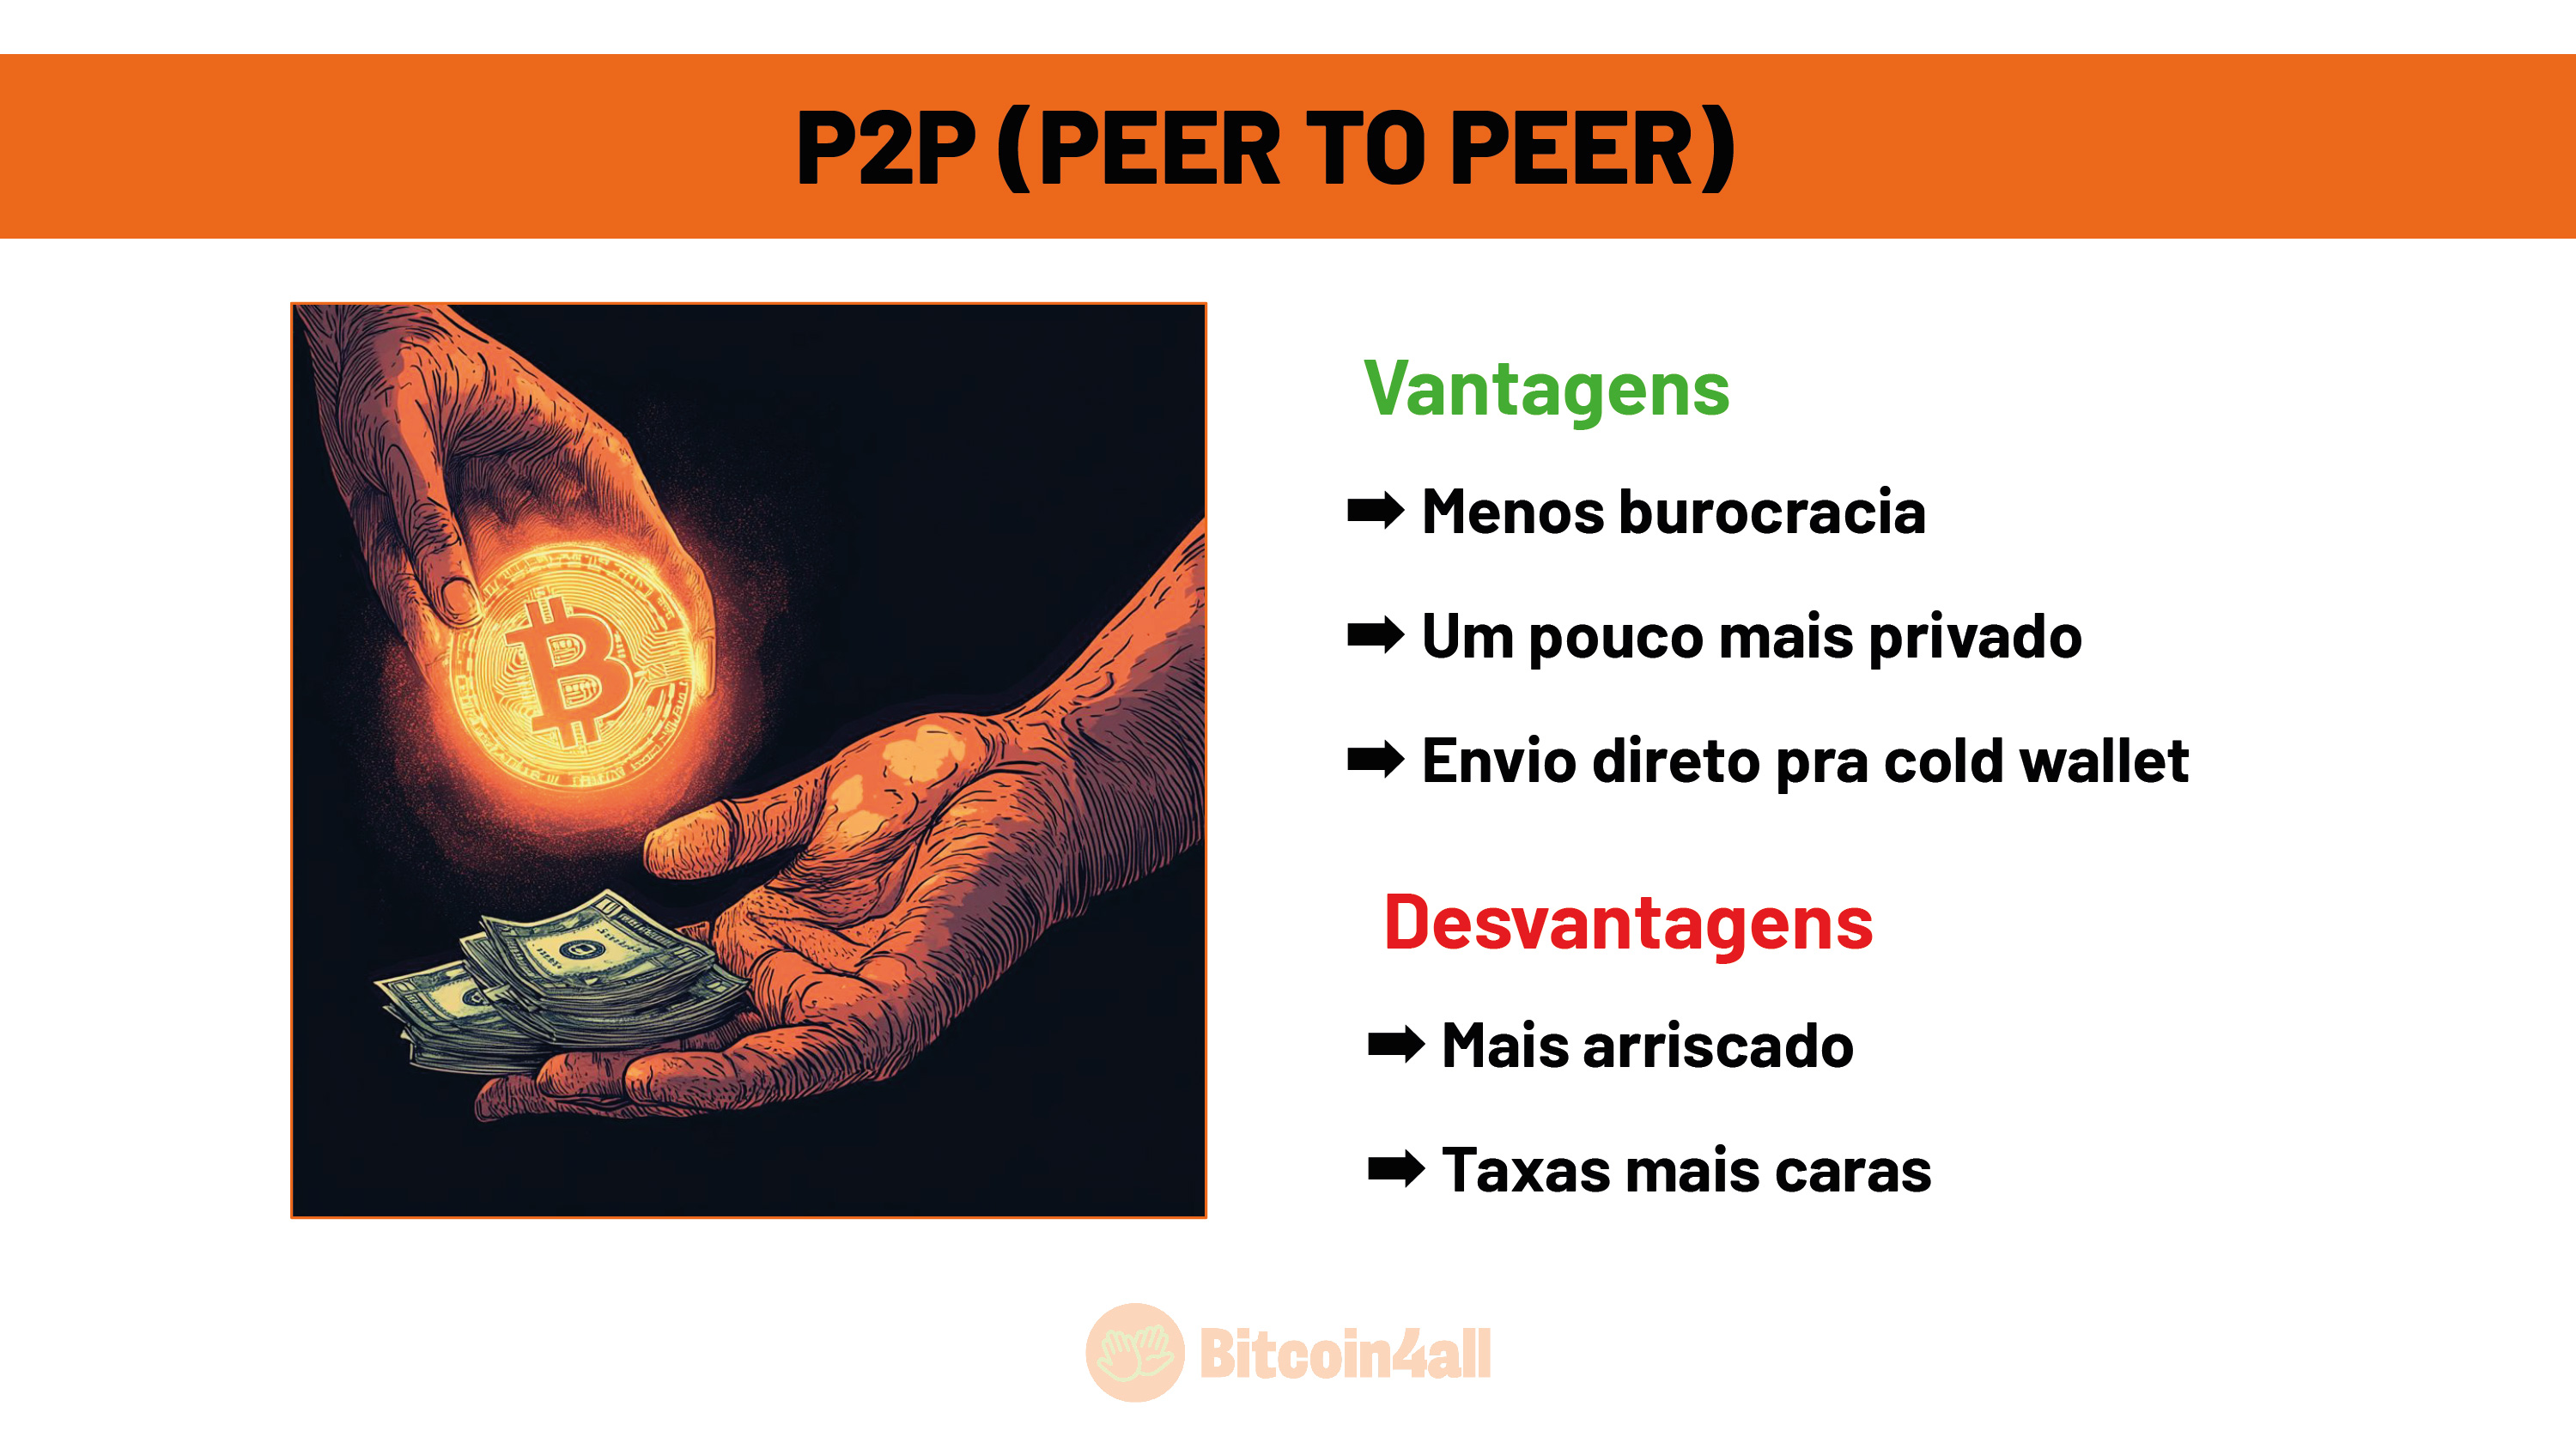 P2P (PEER TO PEER)
Vantagens
➡ Menos burocracia
➡ Um pouco mais privado
➡ Envio direto pra cold wallet
Desvantagens
➡ Mais arriscado
➡ Taxas mais caras
Bitcoin4all